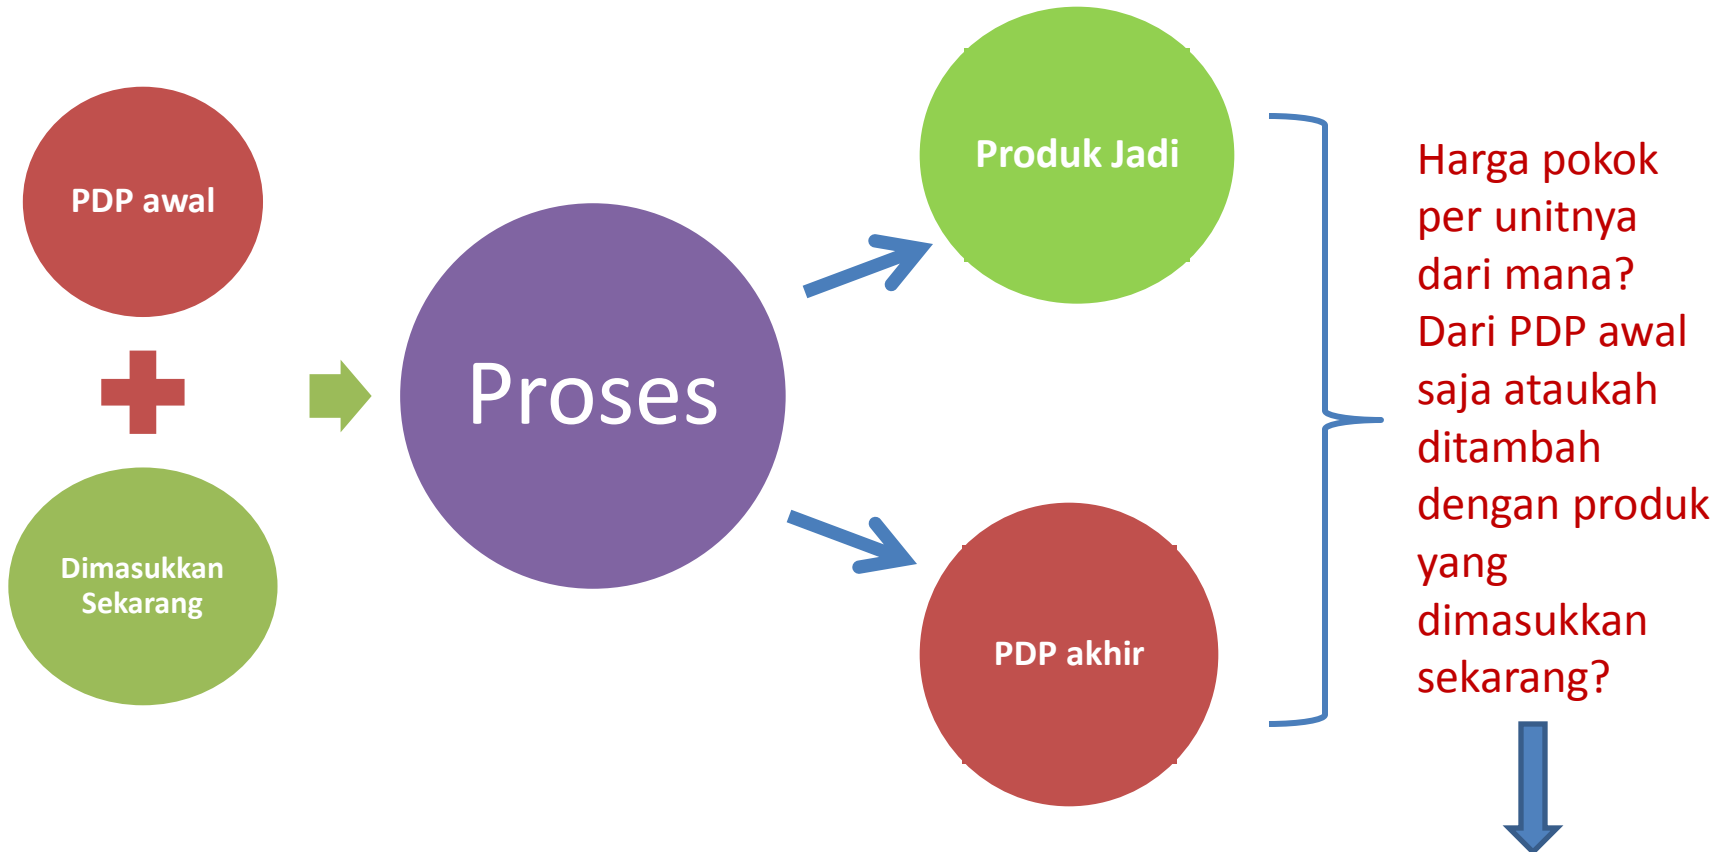 PDP awal
Dimasukkan
Sekarang
Proses
Produk Jadi
PDP akhir
Harga pokok
per unitnya
dari mana?
Dari PDP awal
saja ataukah
ditambah
dengan produk
yang
dimasukkan
sekarang?